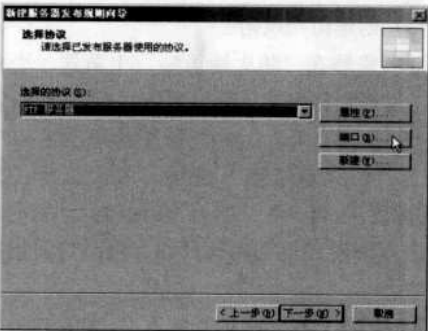 新建服务器发布规则向导
选择协议
请选择已发布服务器使用的协议。
选择的协议(S):
FTP 服务器
属性(P)...
端口(O)...
新建(E)...
< 上一步(B)
下一步(N) >
取消